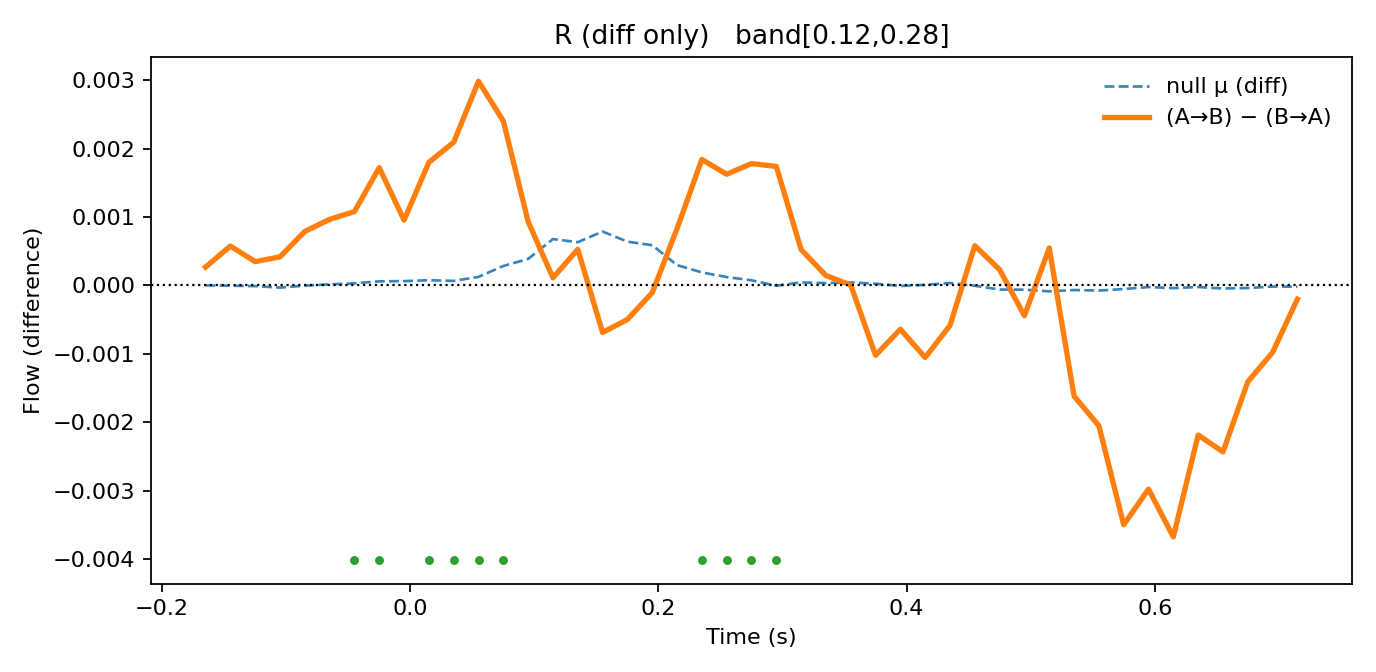 R (diff only)   band[0.12,0.28]
null μ (diff)
(A→B) − (B→A)
Flow (difference)
0.003
0.002
0.001
0.000
−0.001
−0.002
−0.003
−0.004
−0.2
0.0
0.2
0.4
0.6
Time (s)